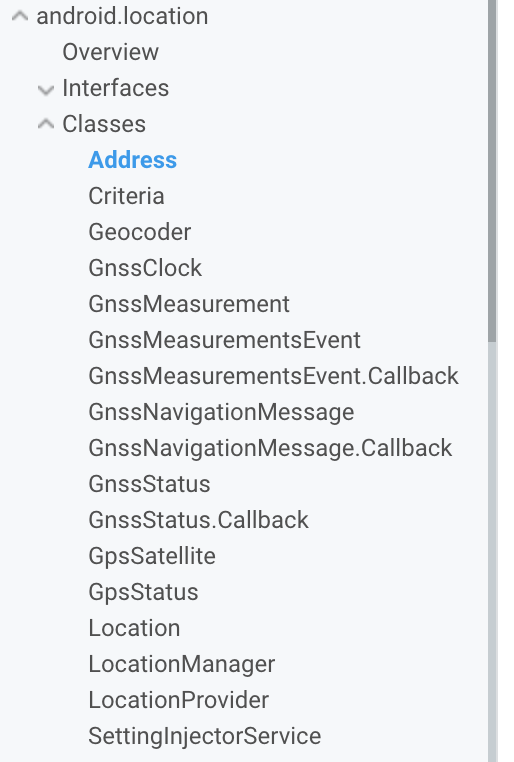 android.location
Overview
Interfaces
Classes
Address
Criteria
Geocoder
GnssClock
GnssMeasurement
GnssMeasurementsEvent
GnssMeasurementsEvent.Callback
GnssNavigationMessage
GnssNavigationMessage.Callback
GnssStatus
GnssStatus.Callback
GpsSatellite
GpsStatus
Location
LocationManager
LocationProvider
SettingInjectorService